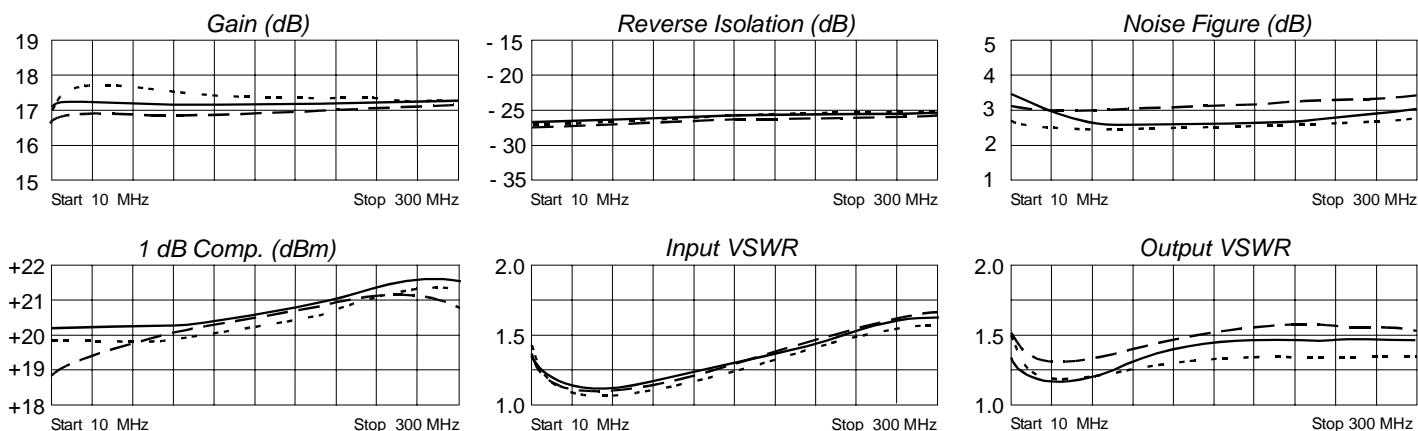 Gain (dB)
19
18
17
16
15
Start 10 MHz
Stop 300 MHz
Reverse Isolation (dB)
- 15
- 20
- 25
- 30
- 35
Start 10 MHz
Stop 300 MHz
Noise Figure (dB)
5
4
3
2
1
Start 10 MHz
Stop 300 MHz
1 dB Comp. (dBm)
+22
+21
+20
+19
+18
Start 10 MHz
Stop 300 MHz
Input VSWR
2.0
1.5
1.0
Start 10 MHz
Stop 300 MHz
Output VSWR
2.0
1.5
1.0
Start 10 MHz
Stop 300 MHz